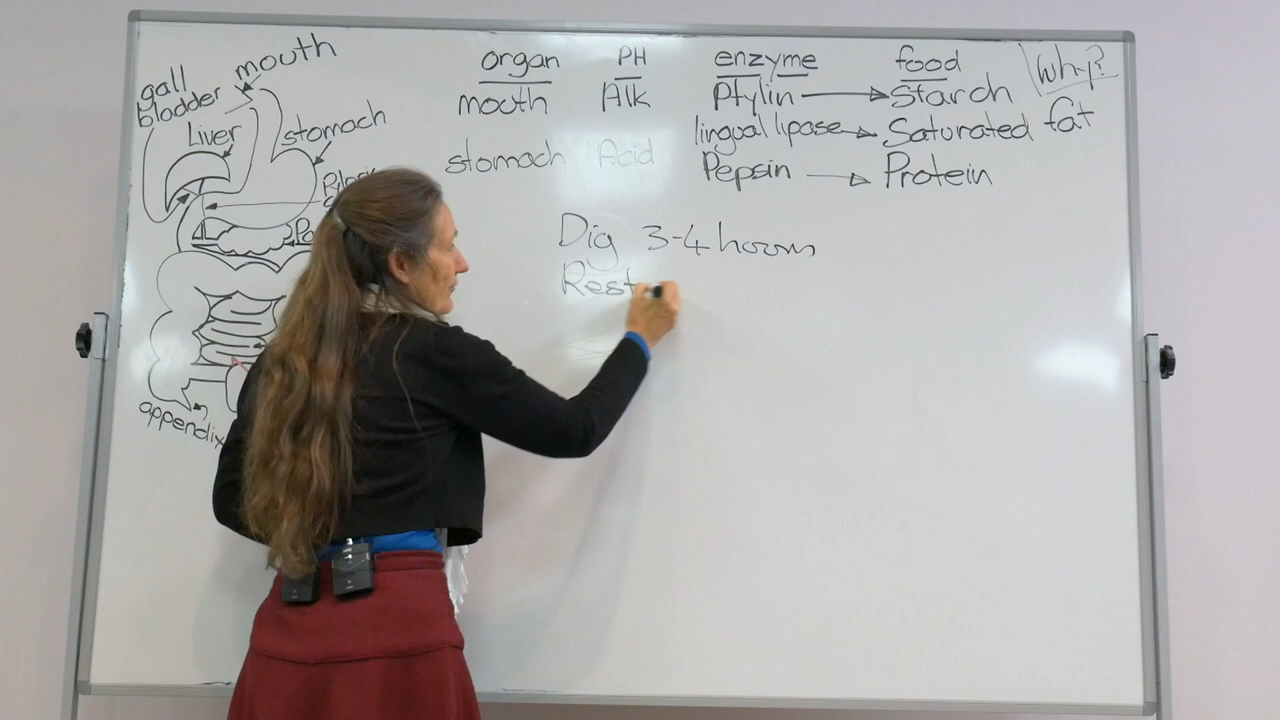 mouth
gall
bladder
Liver
stomach
appendix
organ PH enzyme food Why?
mouth Alk Ptylin Starch
lingual lipase Saturated fat
stomach Acid Pepsin Protein
Dig 3-4 hours
Rest